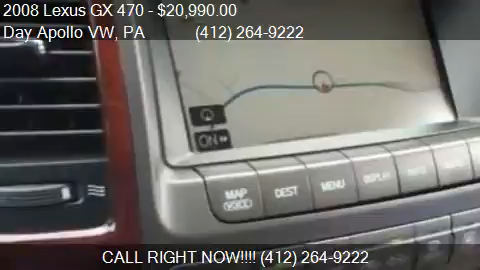 2008 Lexus GX 470 - $20,990.00
Day Apollo VW, PA (412) 264-9222
ON
MAP DEST MENU DISPLAY
VOICE
CALL RIGHT NOW!!!! (412) 264-9222